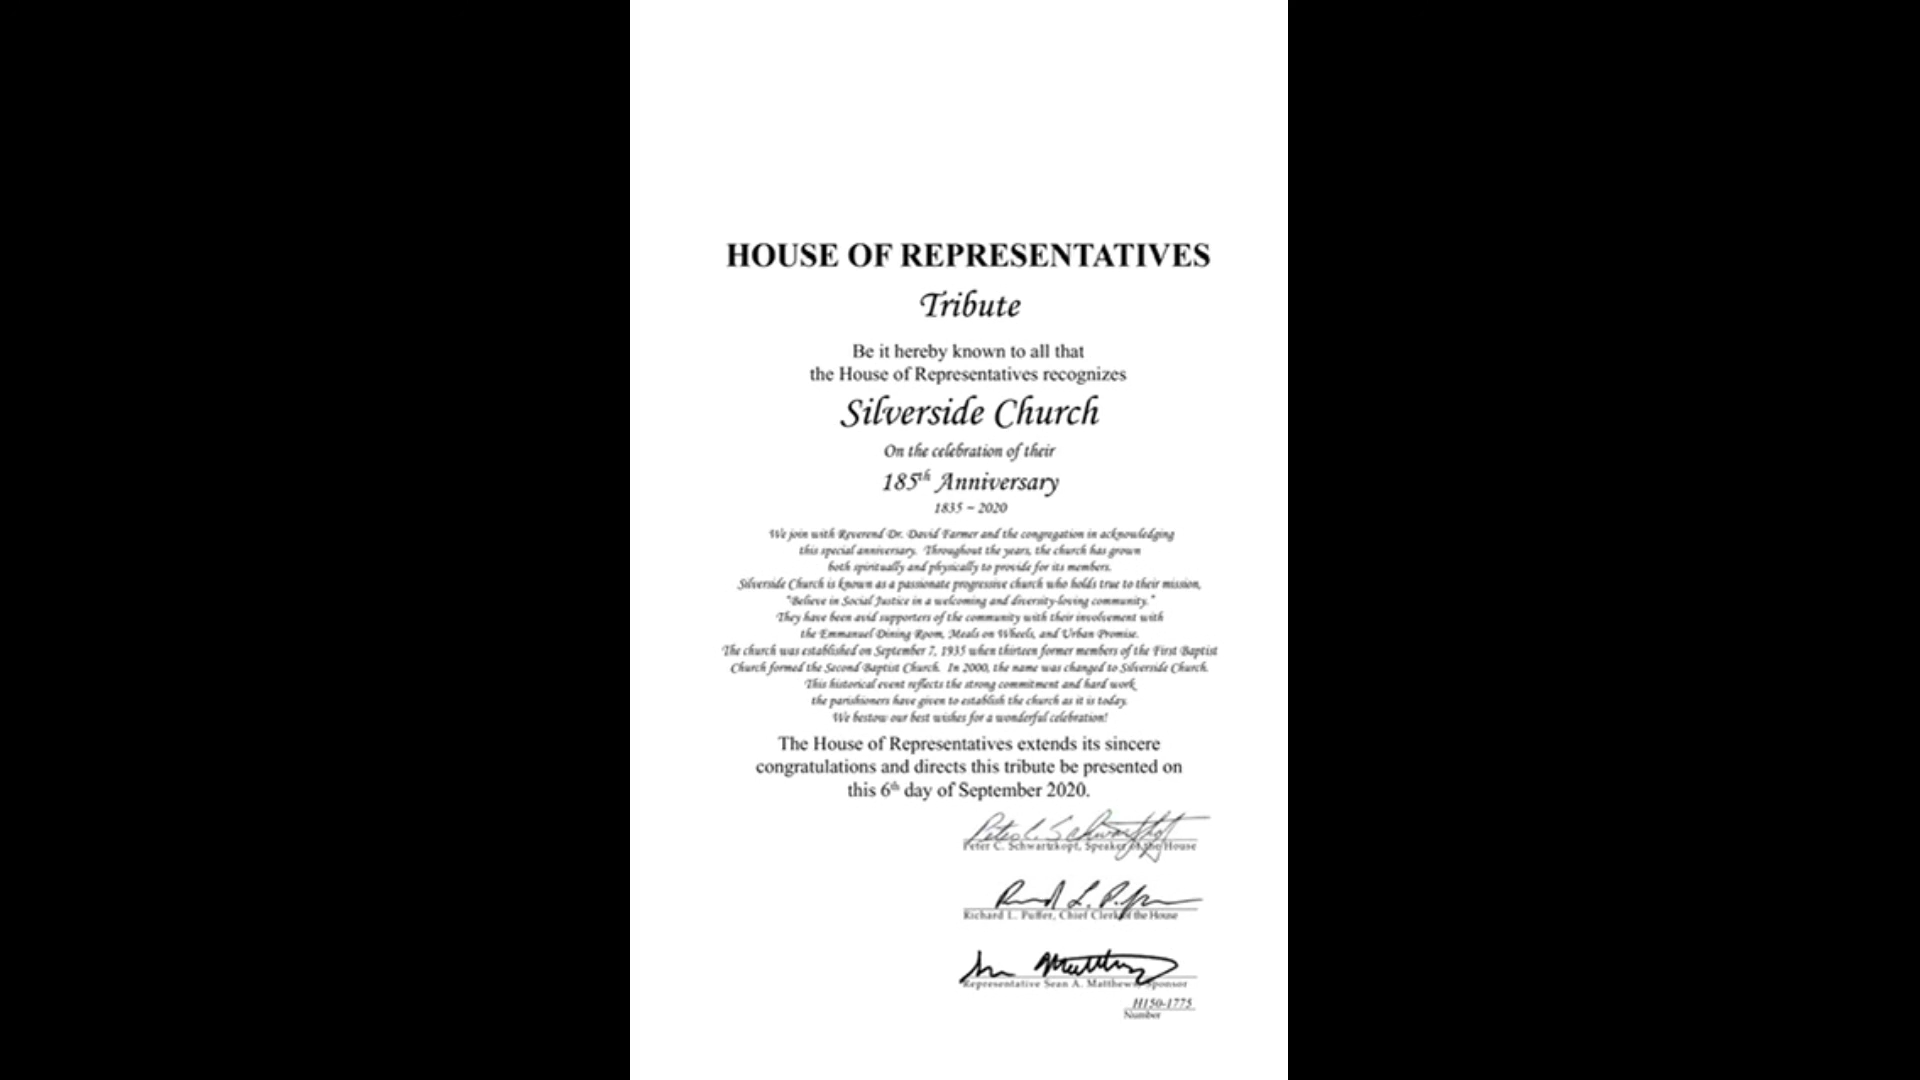 HOUSE OF REPRESENTATIVES
Tribute
Be it hereby known to all that
the House of Representatives recognizes
Silverside Church
On the celebration of their
185th Anniversary
1835 ~ 2020
We join with Reverend Dr. David Farmer and the congregation in acknowledging
this special anniversary. Throughout the years, the church has grown
both spiritually and physically to provide for its members.
Silverside Church is known as a passionate progressive church who holds true to their mission,
"Believe in Social Justice in a welcoming and diversity-loving community."
They have been avid supporters of the community with their involvement with
the Emmanuel Dining Room, Meals on Wheels, and Urban Promise.
The church was established on September 7, 1935 when thirteen former members of the First Baptist
Church formed the Second Baptist Church. In 2000, the name was changed to Silverside Church.
This historical event reflects the strong commitment and hard work
the parishioners have given to establish the church as it is today.
We bestow our best wishes for a wonderful celebration!
The House of Representatives extends its sincere
congratulations and directs this tribute be presented on
this 6th day of September 2020.
Peter C. Schwartzkopf
Peter C. Schwartzkopf, Speaker of the House
Richard L. Puffer, Chief Clerk of the House
Sean Matthews
Representative Sean A. Matthews, Sponsor
H150-1775
Number